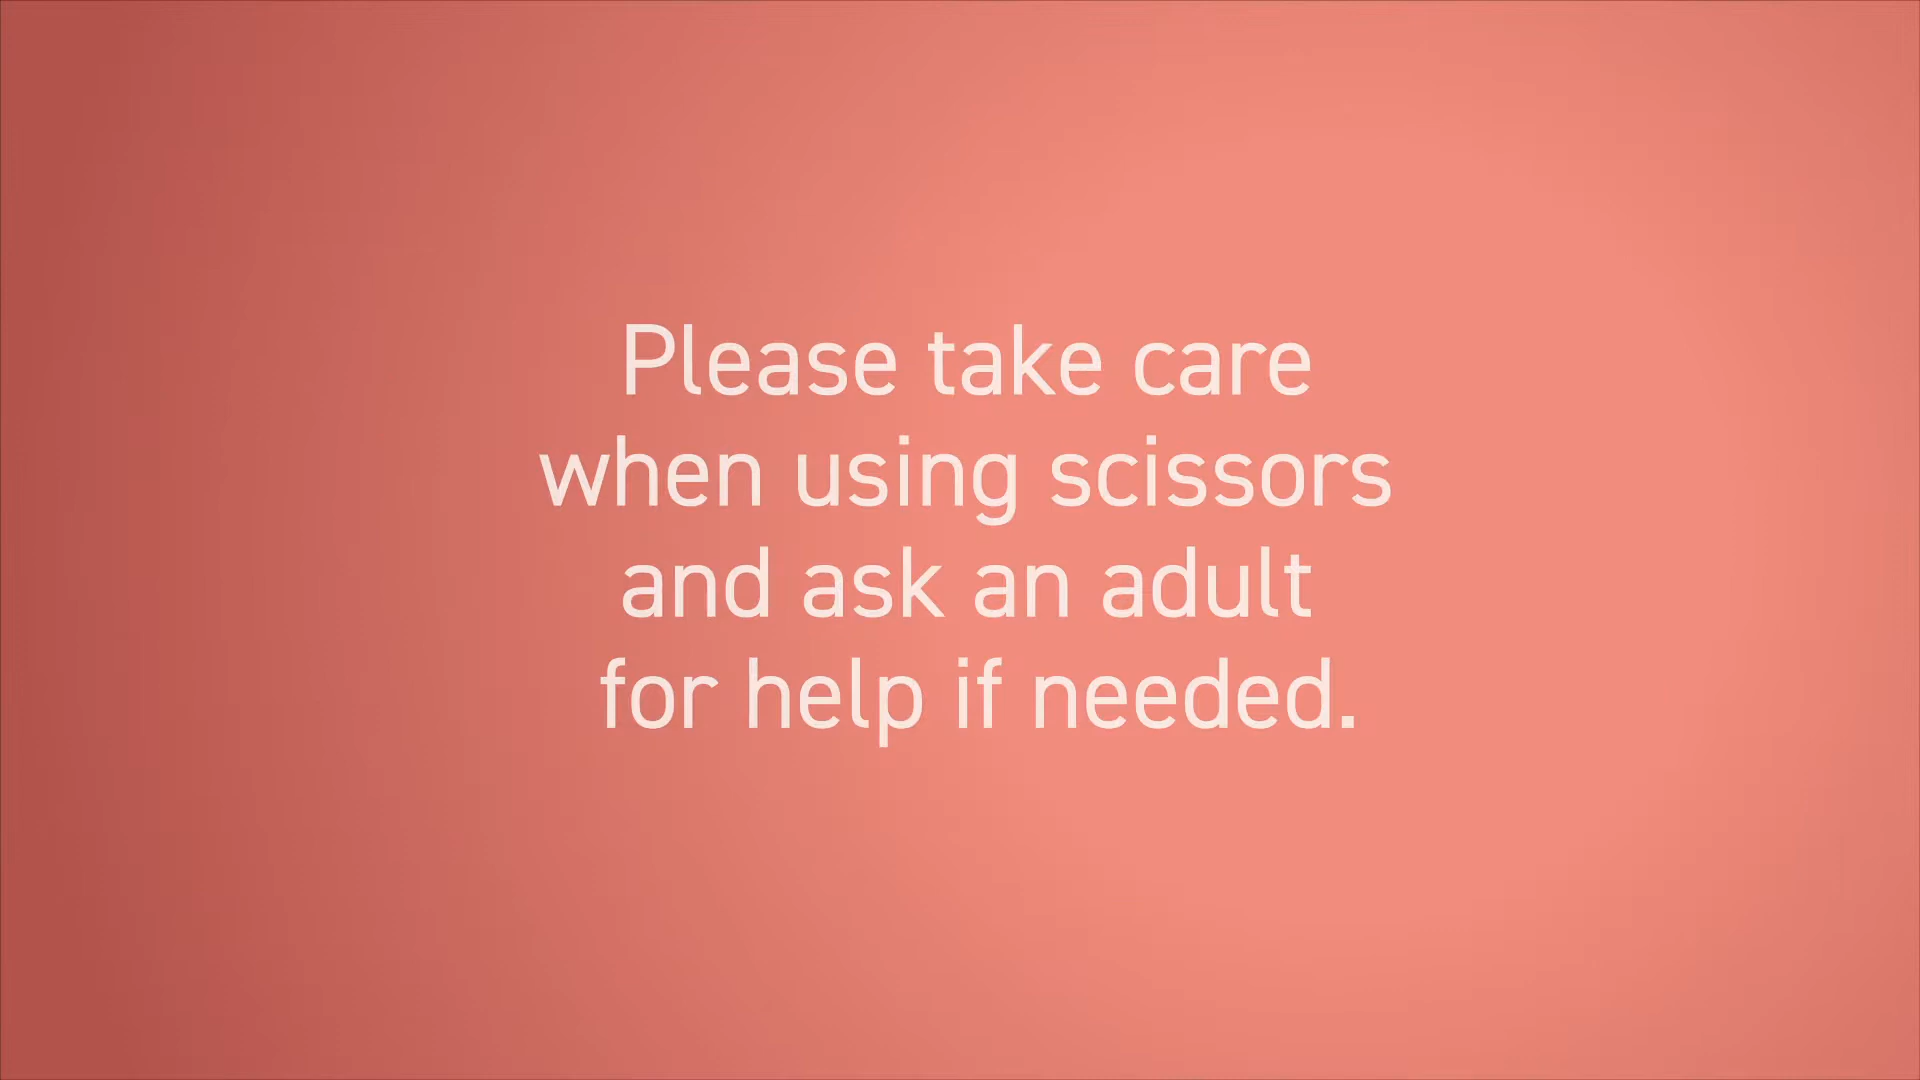 Please take care
when using scissors
and ask an adult
for help if needed.